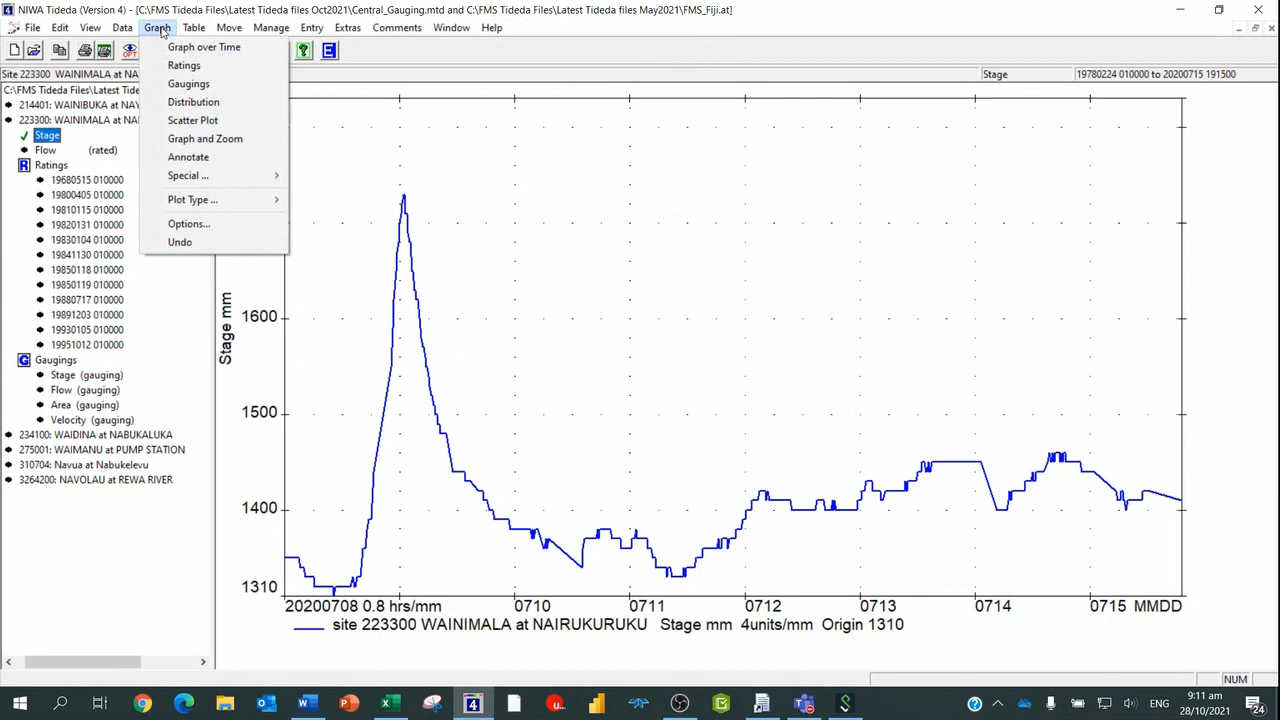 NIWA Tideda (Version 4) - [C:\FMS Tideda Files\Latest Tideda files Oct2021\Central_Gauging.mtd and C:\FMS Tideda Files\Latest Tideda files May2021\FMS_Fiji.at]
File Edit View Data Graph Table Move Manage Entry Extras Comments Window Help
OPT
E
Site 223300 WAINIMALA at NA
Stage
19780224 010000 to 20200715 191500
C:\FMS Tideda Files\Latest Tide
214401: WAINIBUKA at NAY
223300: WAINIMALA at NAI
Stage
Flow (rated)
R Ratings
19680515 010000
19800405 010000
19810115 010000
19820131 010000
19830104 010000
19841130 010000
19850118 010000
19850119 010000
19880717 010000
19891203 010000
19930105 010000
19951012 010000
G Gaugings
Stage (gauging)
Flow (gauging)
Area (gauging)
Velocity (gauging)
234100: WAIDINA at NABUKALUKA
275001: WAIMANU at PUMP STATION
310704: Navua at Nabukelevu
3264200: NAVOLAU at REWA RIVER
Graph over Time
Ratings
Gaugings
Distribution
Scatter Plot
Graph and Zoom
Annotate
Special ...
Plot Type ...
Options...
Undo
Stage mm
1600
1500
1400
1310
20200708 0.8 hrs/mm 0710 0711 0712 0713 0714 0715 MMDD
site 223300 WAINIMALA at NAIRUKURUKU Stage mm 4units/mm Origin 1310
NUM
4
9:11 am
28/10/2021
24